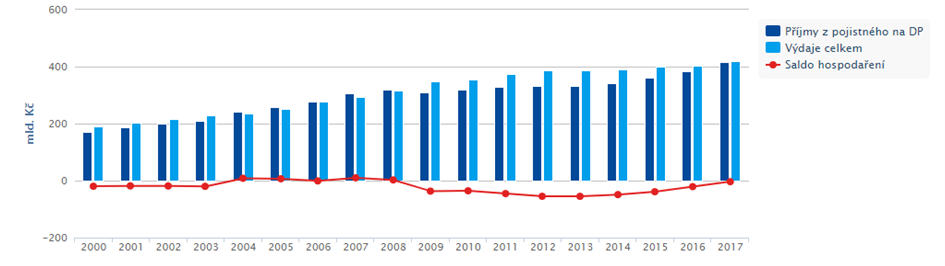 600
400
200
0
-200
mld. Kč
2000 2001 2002 2003 2004 2005 2006 2007 2008 2009 2010 2011 2012 2013 2014 2015 2016 2017
Příjmy z pojistného na DP
Výdaje celkem
Saldo hospodaření